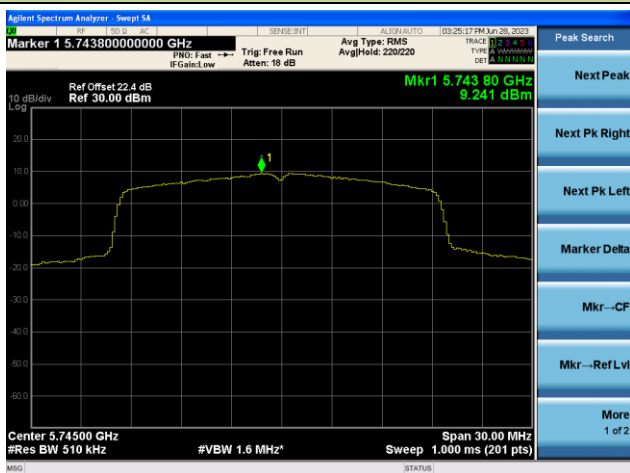 Agilent Spectrum Analyzer - Swept SA
RF 50 Ω AC SENSE:INT ALIGN AUTO 03:25:17 PM Jun 28, 2023
Marker 1 5.743800000000 GHz
PNO: Fast
IFGain:Low
Trig: Free Run
Atten: 18 dB
Avg Type: RMS
Avg|Hold: 220/220
TRACE 1 2 3 4 5 6
TYPE A WWWWW
DET A N N N N N
Peak Search
Mkr1 5.743 80 GHz
9.241 dBm
Ref Offset 22.4 dB
Ref 30.00 dBm
10 dB/div
Log
20.0
10.0
0.00
-10.0
-20.0
-30.0
-40.0
-50.0
-60.0
1
Center 5.74500 GHz
Span 30.00 MHz
#Res BW 510 kHz
#VBW 1.6 MHz*
Sweep 1.000 ms (201 pts)
MSG
STATUS
Next Peak
Next Pk Right
Next Pk Left
Marker Delta
Mkr→CF
Mkr→Ref Lvl
More
1 of 2